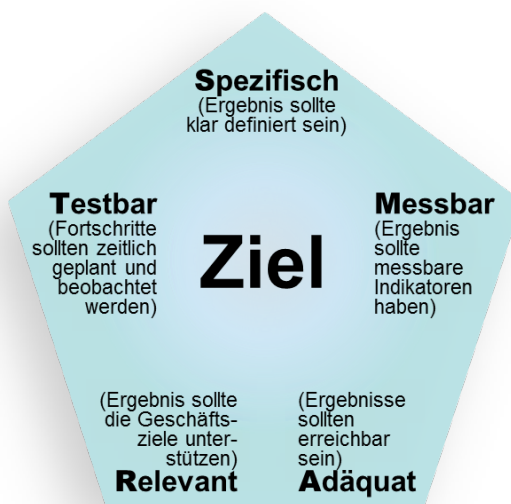 Spezifisch
(Ergebnis sollte
klar definiert sein)
Testbar
(Fortschritte
sollten zeitlich
geplant und
beobachtet
werden)
Ziel
Messbar
(Ergebnis
sollte
messbare
Indikatoren
haben)
(Ergebnis sollte
die Geschäfts-
ziele unter-
stützen)
Relevant
(Ergebnisse
sollten
erreichbar
sein)
Adäquat